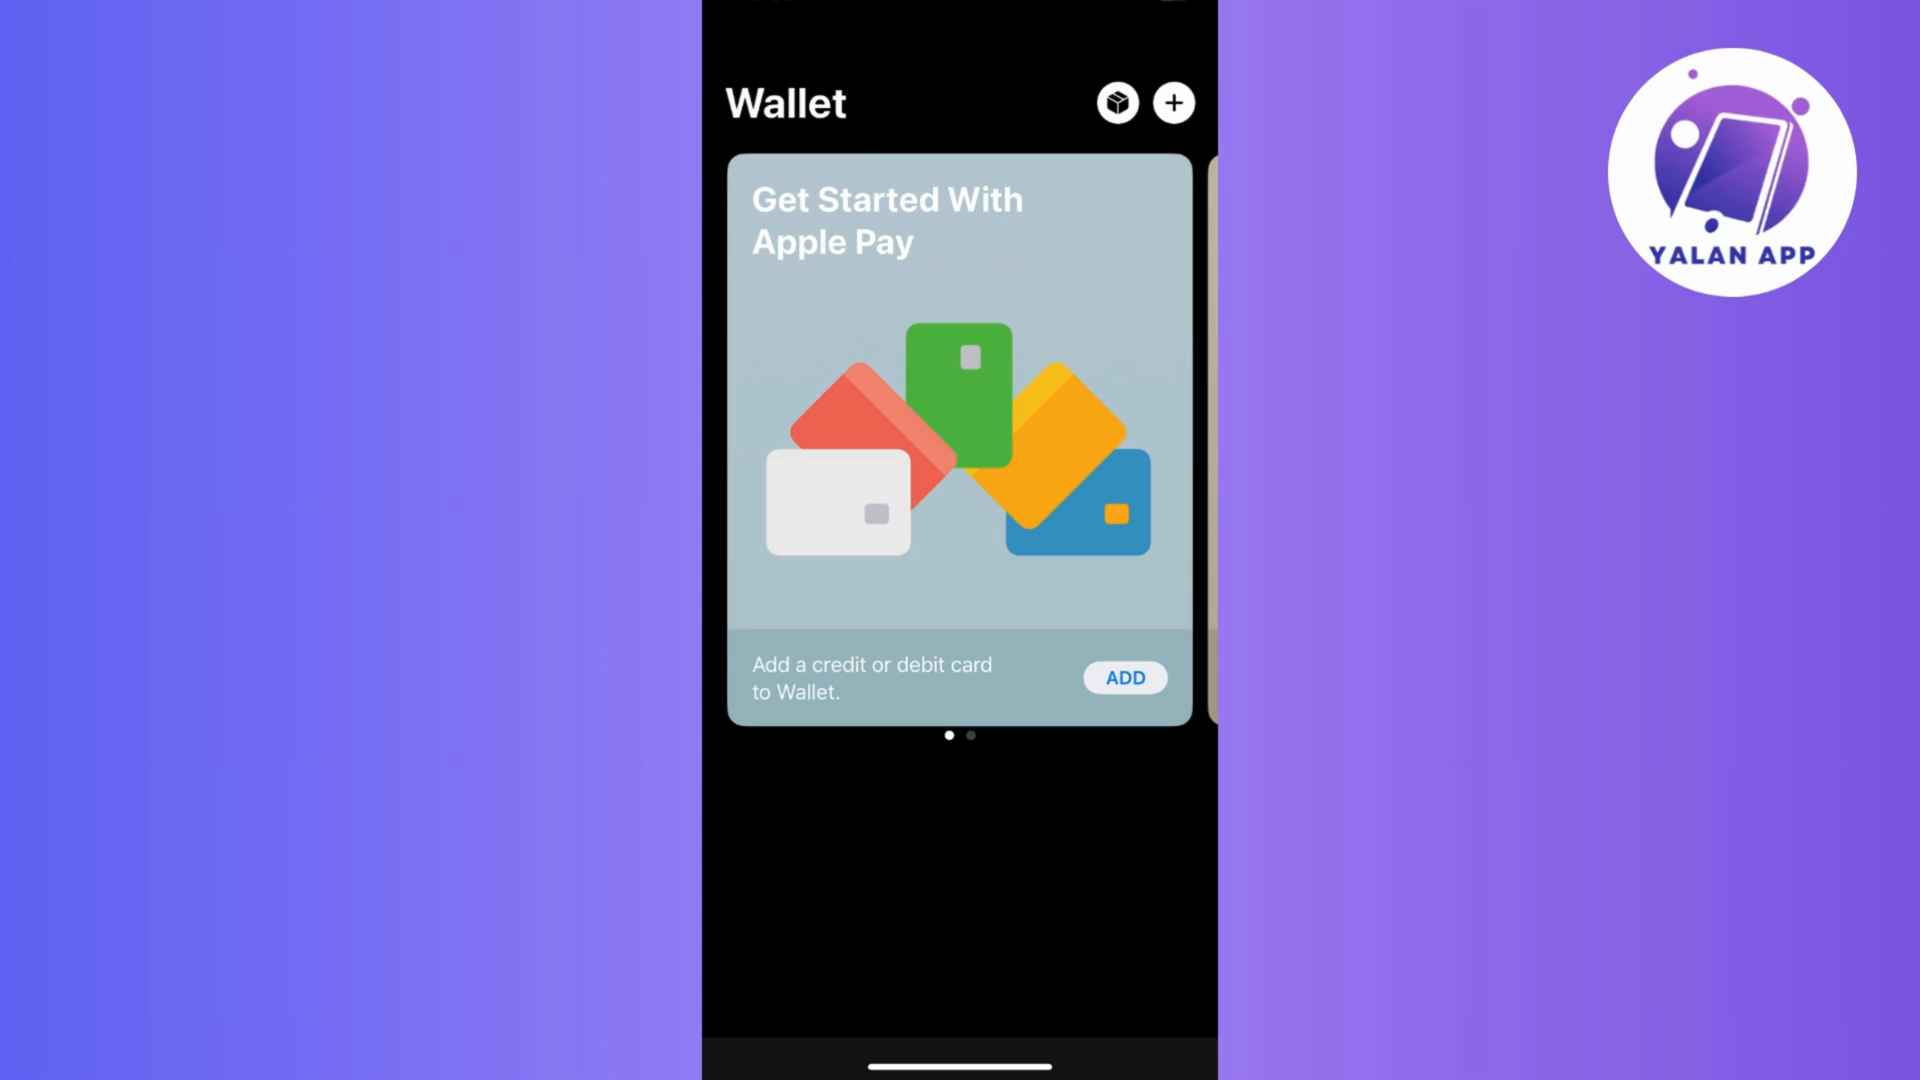 Wallet
Get Started With
Apple Pay
Add a credit or debit card
to Wallet.
ADD
YALAN APP